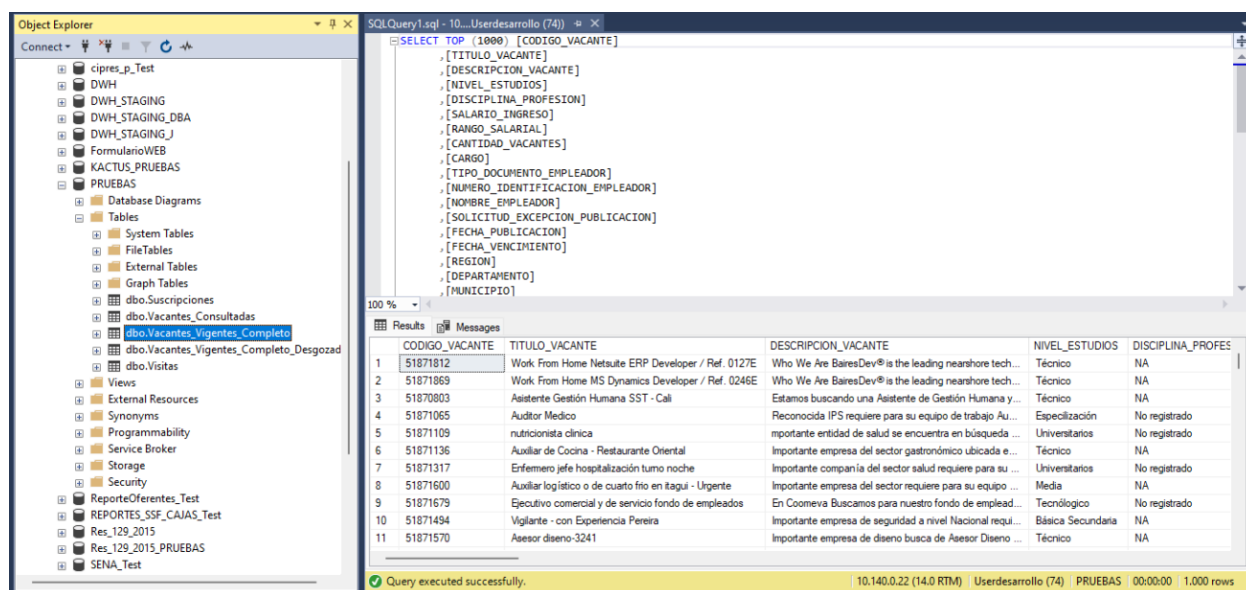 Object Explorer
Connect
cipres_p_Test
DWH
DWH_STAGING
DWH_STAGING_DBA
DWH_STAGING_J
FormularioWEB
KACTUS_PRUEBAS
PRUEBAS
Database Diagrams
Tables
System Tables
FileTables
External Tables
Graph Tables
dbo.Suscripciones
dbo.Vacantes_Consultadas
dbo.Vacantes_Vigentes_Completo
dbo.Vacantes_Vigentes_Completo_Desgozad
dbo.Visitas
Views
External Resources
Synonyms
Programmability
Service Broker
Storage
Security
ReporteOferentes_Test
REPORTES_SSF_CAJAS_Test
Res_129_2015
Res_129_2015_PRUEBAS
SENA_Test
SQLQuery1.sql - 10....Userdesarrollo (74))
SELECT TOP (1000) [CODIGO_VACANTE]
,[TITULO_VACANTE]
,[DESCRIPCION_VACANTE]
,[NIVEL_ESTUDIOS]
,[DISCIPLINA_PROFESION]
,[SALARIO_INGRESO]
,[RANGO_SALARIAL]
,[CANTIDAD_VACANTES]
,[CARGO]
,[TIPO_DOCUMENTO_EMPLEADOR]
,[NUMERO_IDENTIFICACION_EMPLEADOR]
,[NOMBRE_EMPLEADOR]
,[SOLICITUD_EXCEPCION_PUBLICACION]
,[FECHA_PUBLICACION]
,[FECHA_VENCIMIENTO]
,[REGION]
,[DEPARTAMENTO]
,[MUNICIPIO]
100 %
Results Messages
CODIGO_VACANTE TITULO_VACANTE DESCRIPCION_VACANTE NIVEL_ESTUDIOS DISCIPLINA_PROFES
1 51871812 Work From Home Netsuite ERP Developer / Ref. 0127E Who We Are BairesDev® is the leading nearshore tech... Técnico NA
2 51871869 Work From Home MS Dynamics Developer / Ref. 0246E Who We Are BairesDev® is the leading nearshore tech... Técnico NA
3 51870803 Asistente Gestión Humana SST - Cali Estamos buscando una Asistente de Gestión Humana y... Técnico NA
4 51871065 Auditor Medico Reconocida IPS requiere para su equipo de trabajo Au... Especilización No registrado
5 51871109 nutricionista clinica mportante entidad de salud se encuentra en búsqueda ... Universitarios No registrado
6 51871136 Auxiliar de Cocina - Restaurante Oriental Importante empresa del sector gastronómico ubicada e... Técnico NA
7 51871317 Enfermero jefe hospitalización turno noche Importante companía del sector salud requiere para su ... Universitarios No registrado
8 51871600 Auxiliar logístico o de cuarto frio en itagui - Urgente Importante empresa del sector requiere para su equipo ... Media NA
9 51871679 Ejecutivo comercial y de servicio fondo de empleados En Coomeva Buscamos para nuestro fondo de emplead... Tecnólogico No registrado
10 51871494 Vigilante - con Experiencia Pereira Importante empresa de seguridad a nivel Nacional requi... Básica Secundaria NA
11 51871570 Asesor diseno-3241 Importante empresa de diseno busca de Asesor Diseno ... Técnico NA
Query executed successfully. 10.140.0.22 (14.0 RTM) Userdesarrollo (74) PRUEBAS 00:00:00 1.000 rows